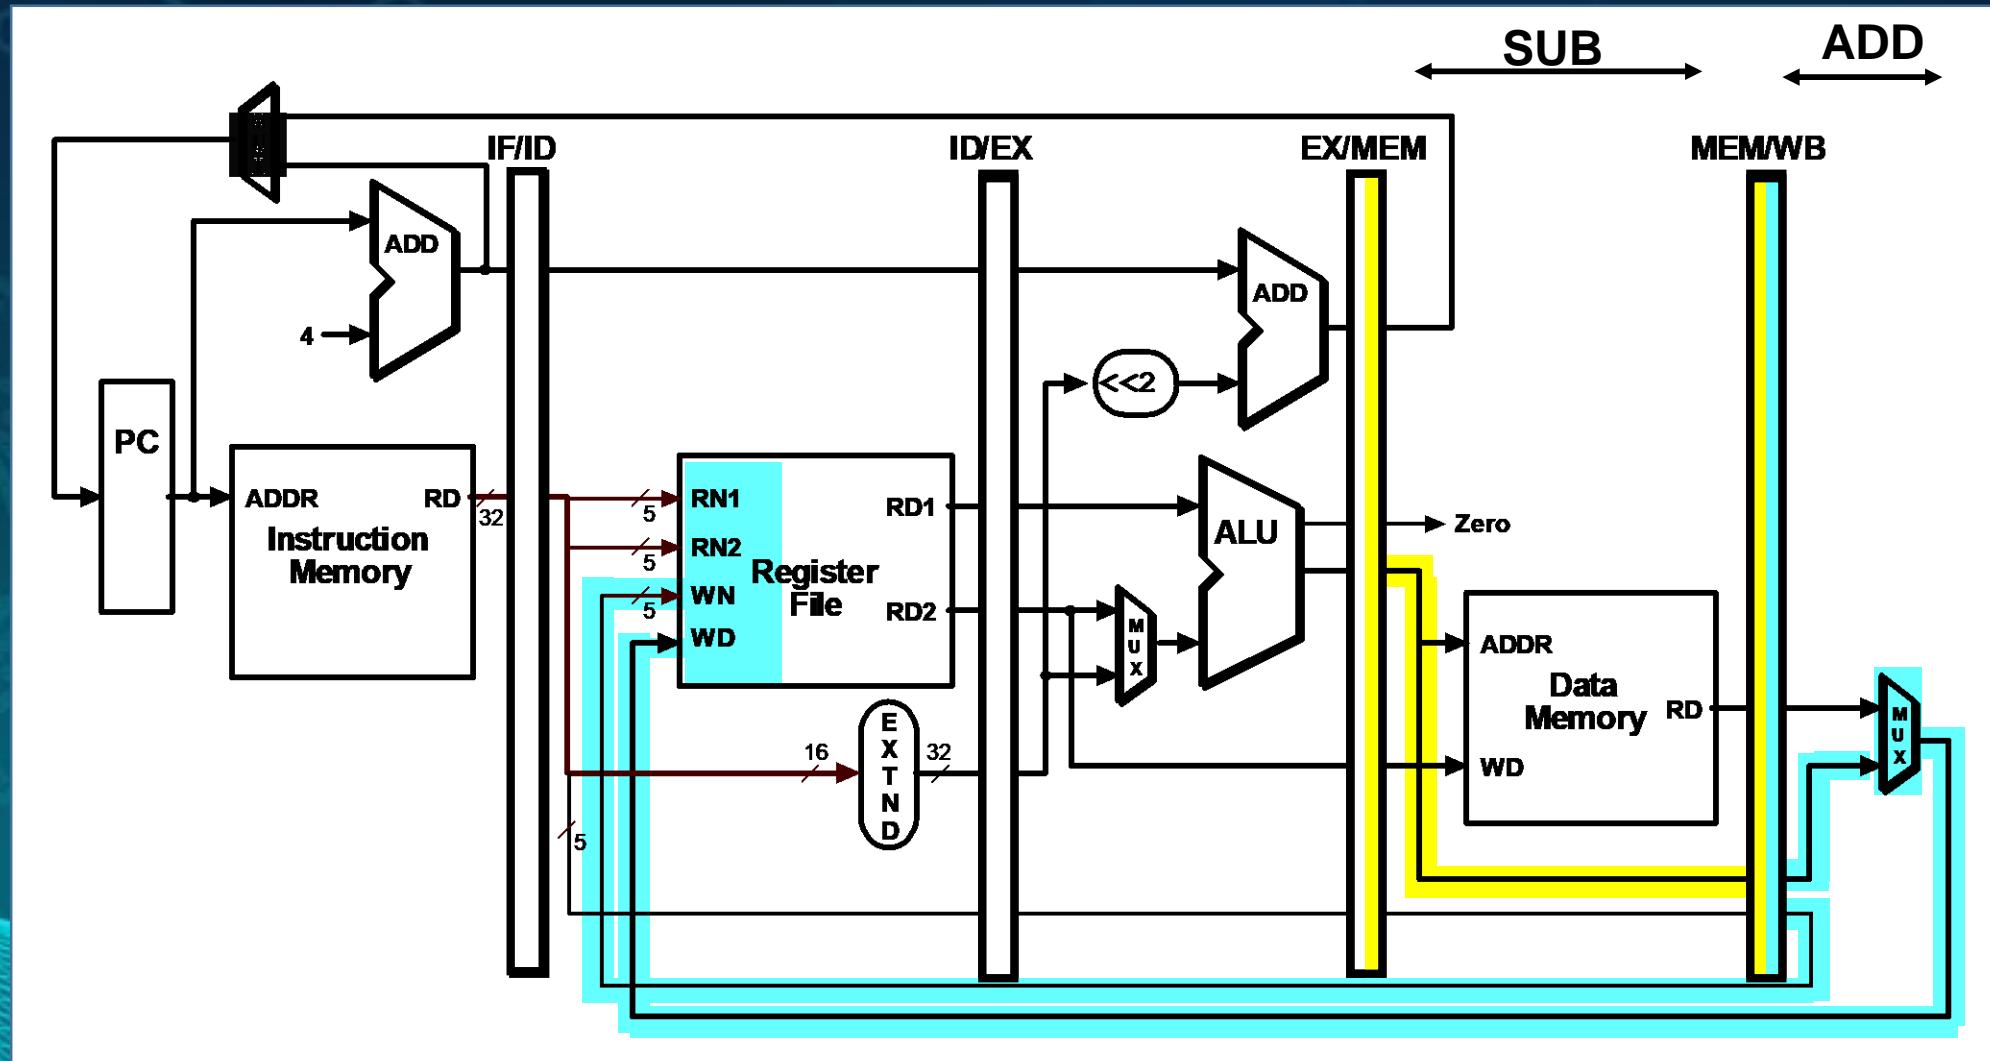 SUB
ADD
IF/ID
ID/EX
EX/MEM
MEM/WB
ADD
4
ADD
<<2
PC
ADDR
RD
32
Instruction
Memory
5
RN1
5
RN2
5
WN
WD
Register
File
RD1
RD2
ALU
Zero
M
U
X
ADDR
Data
Memory
RD
WD
M
U
X
16
E
X
T
N
D
32
5